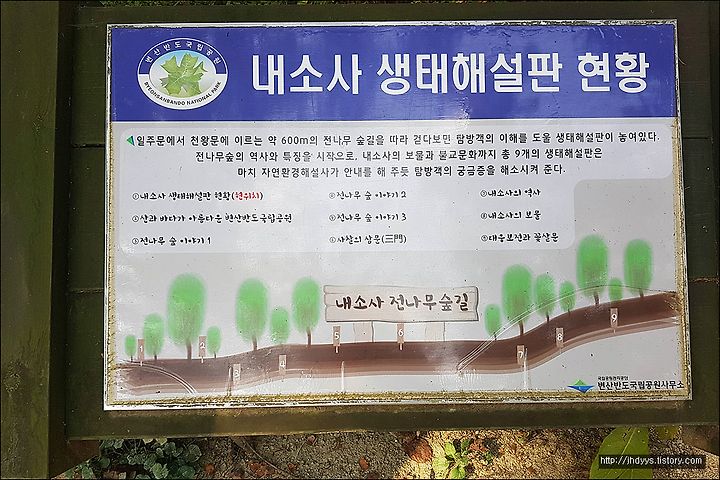 변산반도국립공원
BYEONSANBANDO NATIONAL PARK
내소사 생태해설판 현황
일주문에서 천왕문에 이르는 약 600m의 전나무 숲길을 따라 걷다보면 탐방객의 이해를 도울 생태해설판이 놓여있다.
전나무숲의 역사와 특징을 시작으로, 내소사의 보물과 불교문화까지 총 9개의 생태해설판은
마치 자연환경해설사가 안내를 해 주듯 탐방객의 궁금증을 해소시켜 준다.
①내소사 생태해설판 현황(현위치)
②산과 바다가 아름다운 변산반도국립공원
③전나무 숲 이야기 1
④전나무 숲 이야기 2
⑤전나무 숲 이야기 3
⑥사찰의 삼문(三門)
⑦내소사의 역사
⑧내소사의 보물
⑨대웅보전과 꽃살문
내소사 전나무숲길
1
2
3
4
5
6
7
8
9
국립공원관리공단
변산반도국립공원사무소
http://jhdyys.tistory.com